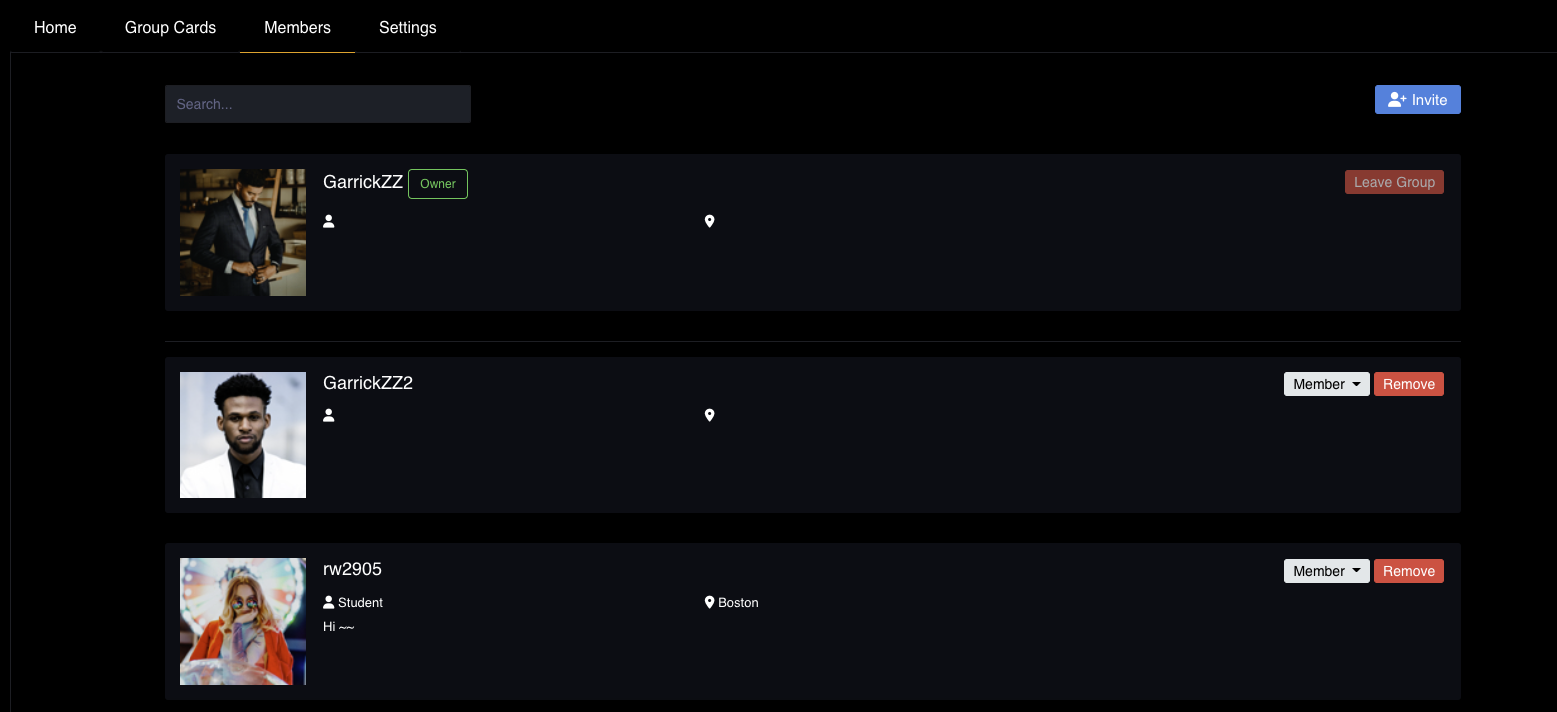 Home Group Cards Members Settings
Search...
Invite
GarrickZZ Owner Leave Group
GarrickZZ2 Member Remove
rw2905 Member Remove
Student Boston
Hi ~~